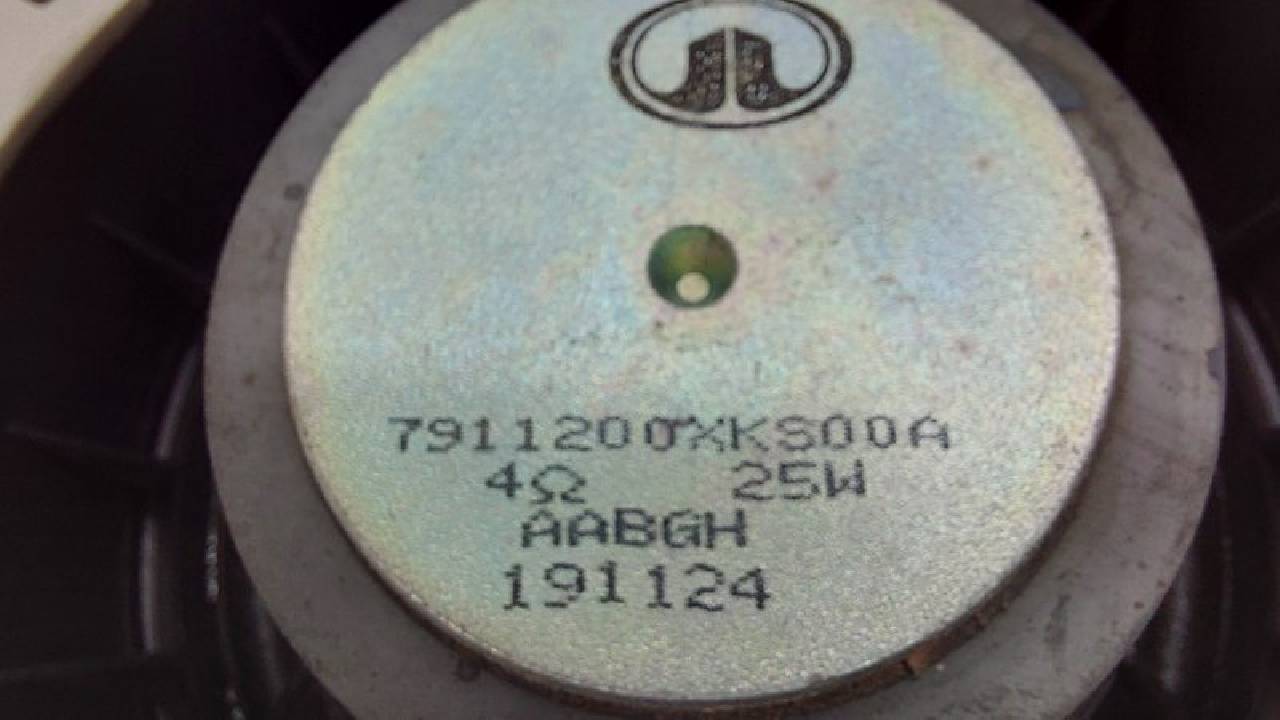 7911200XKS00A
4Ω 25W
AABGH
191124